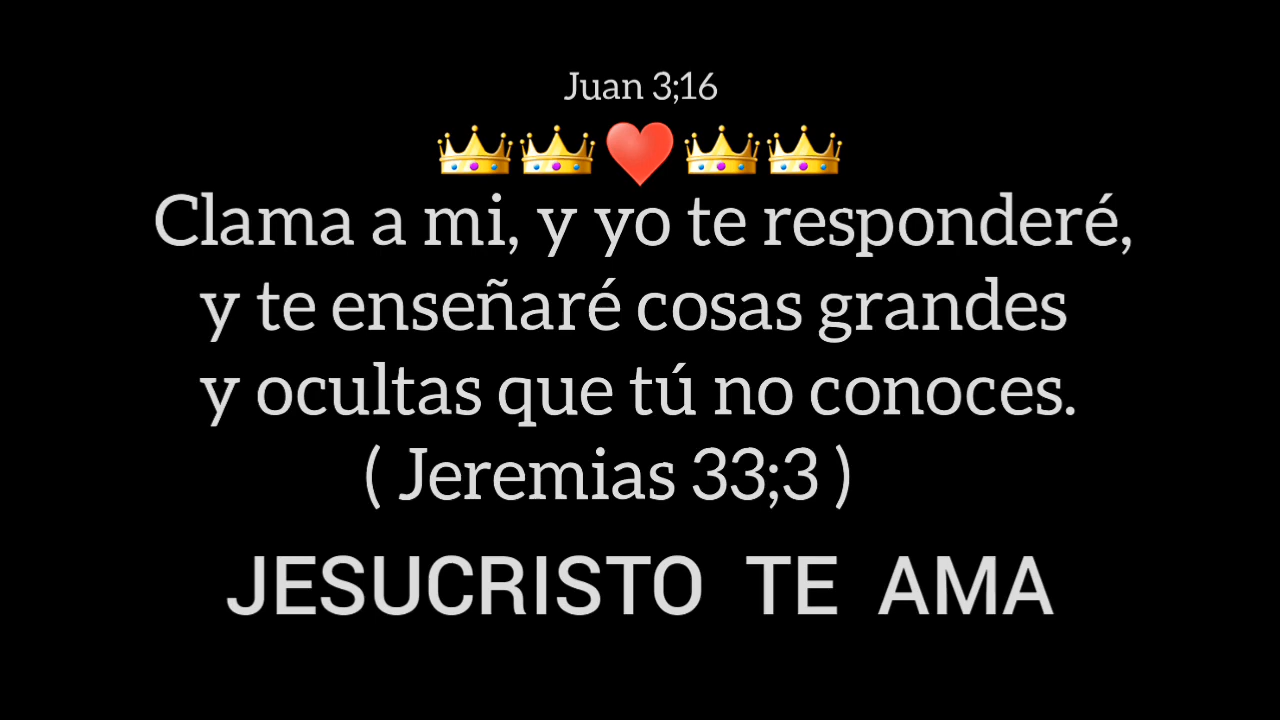 Juan 3;16
👑👑♥️👑👑
Clama a mi, y yo te responderé,
y te enseñaré cosas grandes
y ocultas que tú no conoces.
( Jeremias 33;3 )
JESUCRISTO TE AMA